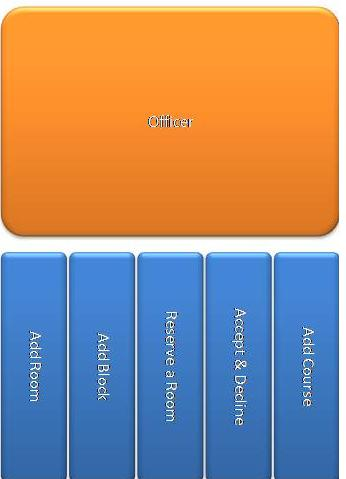 Officer
Add Room
Add Block
Reserve a Room
Accept & Decline
Add Course